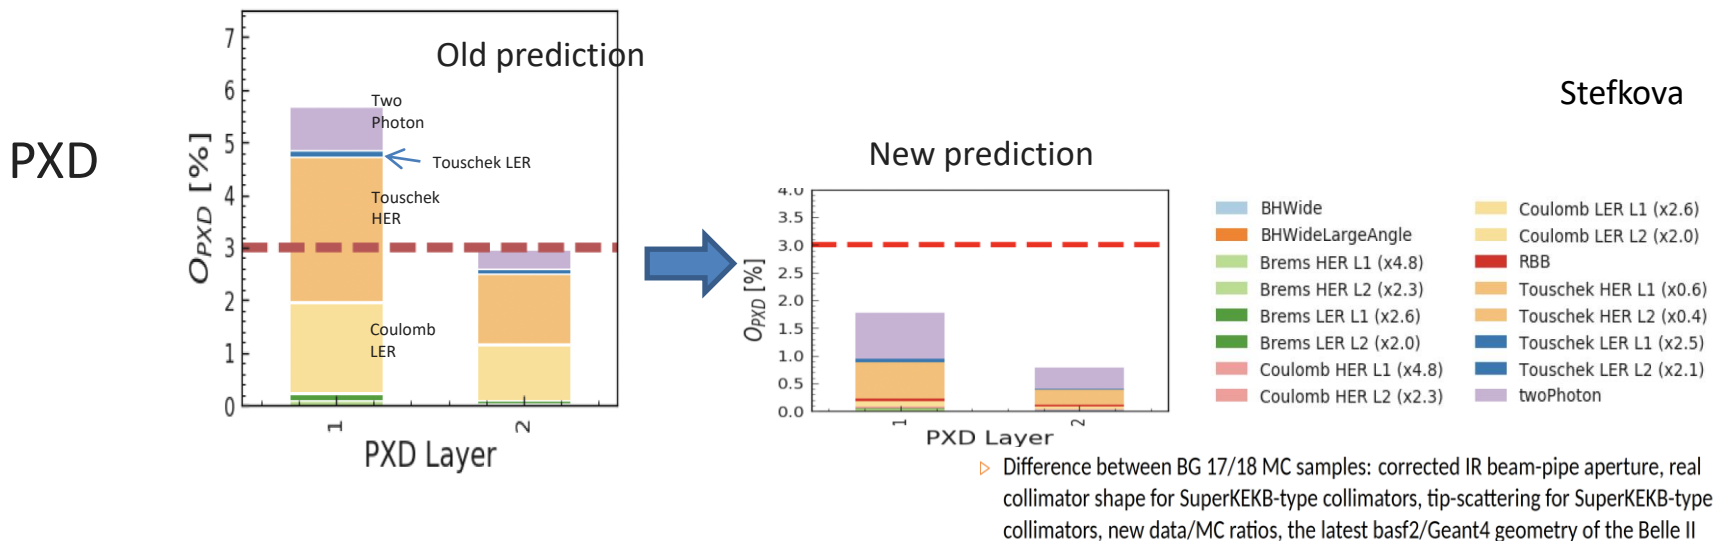 Old prediction
Stefkova
PXD
New prediction
O_PXD [%]
7
6
5
4
3
2
1
0
Two
Photon
Touschek LER
Touschek
HER
Coulomb
LER
1
2
PXD Layer
O_PXD [%]
4.0
3.5
3.0
2.5
2.0
1.5
1.0
0.5
0.0
1
2
PXD Layer
BHWide
BHWideLargeAngle
Brems HER L1 (x4.8)
Brems HER L2 (x2.3)
Brems LER L1 (x2.6)
Brems LER L2 (x2.0)
Coulomb HER L1 (x4.8)
Coulomb HER L2 (x2.3)
Coulomb LER L1 (x2.6)
Coulomb LER L2 (x2.0)
RBB
Touschek HER L1 (x0.6)
Touschek HER L2 (x0.4)
Touschek LER L1 (x2.5)
Touschek LER L2 (x2.1)
twoPhoton
Difference between BG 17/18 MC samples: corrected IR beam-pipe aperture, real
collimator shape for SuperKEKB-type collimators, tip-scattering for SuperKEKB-type
collimators, new data/MC ratios, the latest basf2/Geant4 geometry of the Belle II